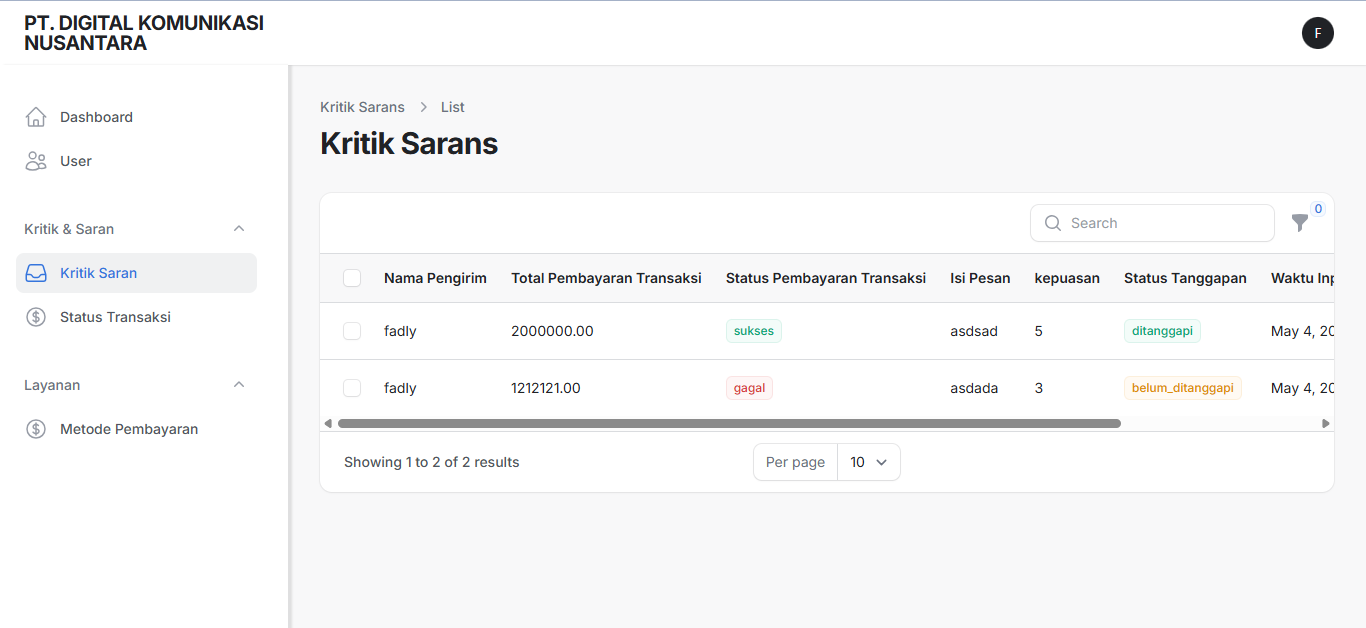 PT. DIGITAL KOMUNIKASI
NUSANTARA
F
Dashboard
User
Kritik & Saran
Kritik Saran
Status Transaksi
Layanan
Metode Pembayaran
Kritik Sarans > List
Kritik Sarans
Search
0
Nama Pengirim Total Pembayaran Transaksi Status Pembayaran Transaksi Isi Pesan kepuasan Status Tanggapan Waktu
fadly 2000000.00 sukses asdsad 5 ditanggapi May 4,
fadly 1212121.00 gagal asdada 3 belum_ditanggapi May 4,
Showing 1 to 2 of 2 results
Per page 10